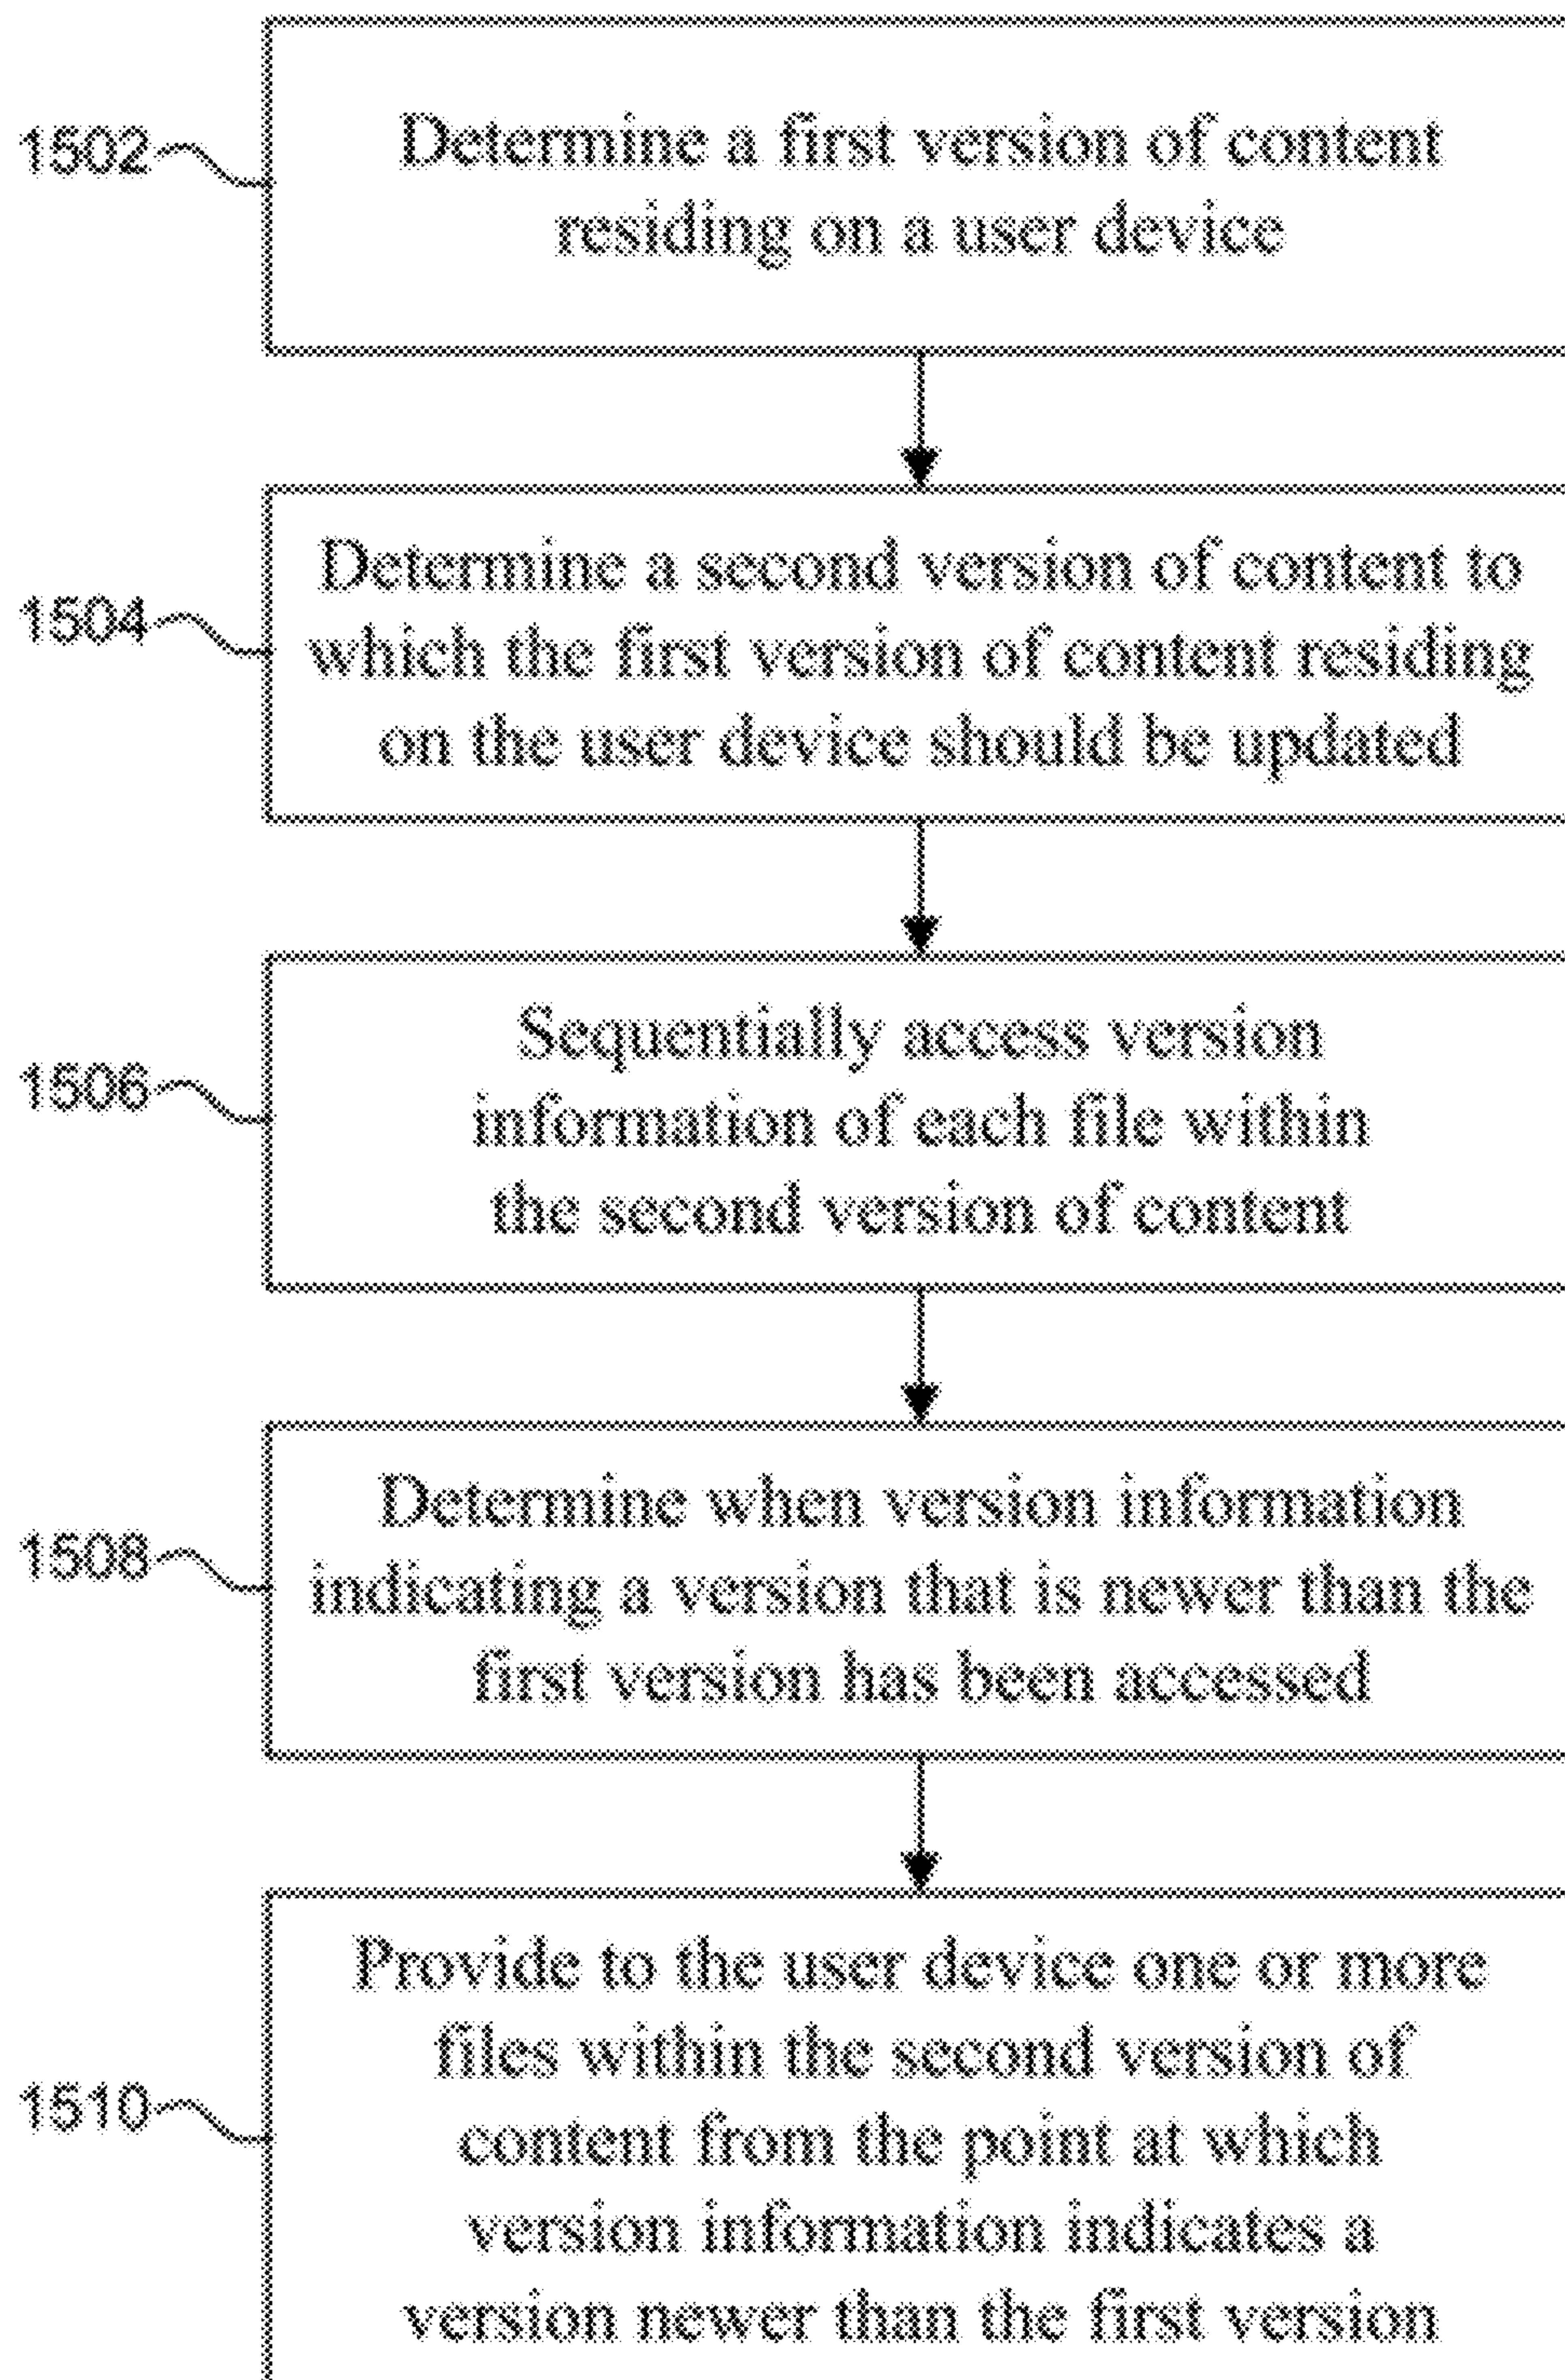 1502
Determine a first version of content
residing on a user device
1504
Determine a second version of content to
which the first version of content residing
on the user device should be updated
1506
Sequentially access version
information of each file within
the second version of content
1508
Determine when version information
indicating a version that is newer than the
first version has been accessed
1510
Provide to the user device one or more
files within the second version of
content from the point at which
version information indicates a
version newer than the first version